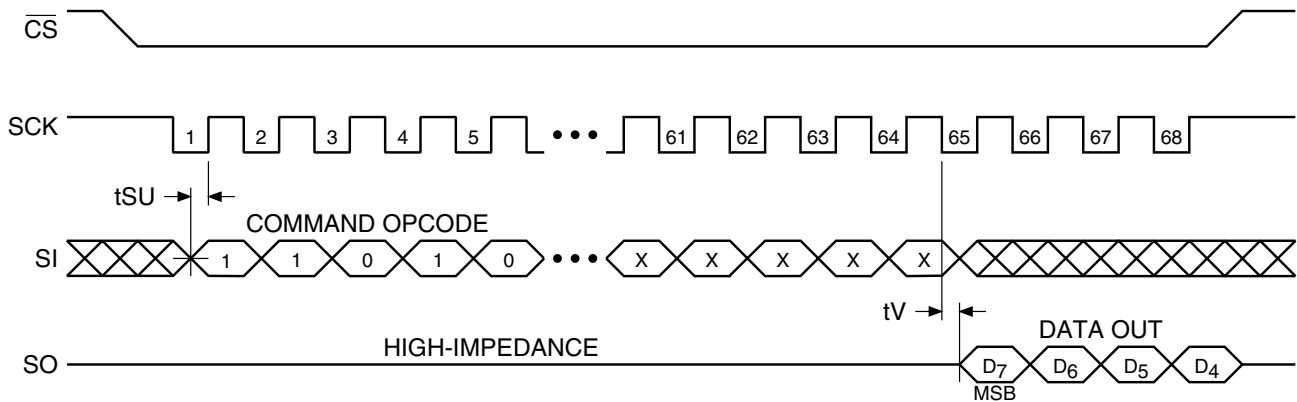 CS
SCK 1 2 3 4 5 ••• 61 62 63 64 65 66 67 68
tSU
COMMAND OPCODE
SI 1 1 0 1 0 ••• X X X X X
tV
HIGH-IMPEDANCE
DATA OUT
SO D7 D6 D5 D4
MSB